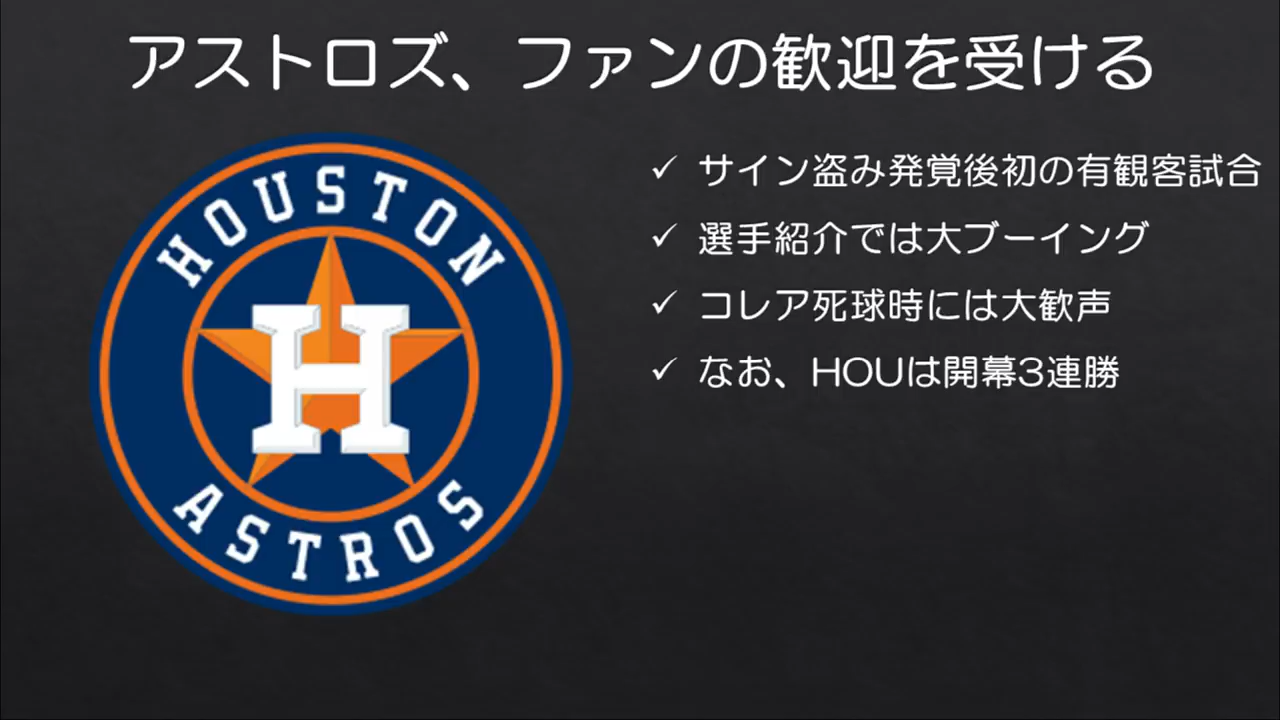 アストロズ、ファンの歓迎を受ける
HOUSTON
H
ASTROS
✓ サイン盗み発覚後初の有観客試合
✓ 選手紹介では大ブーイング
✓ コレア死球時には大歓声
✓ なお、HOUは開幕3連勝